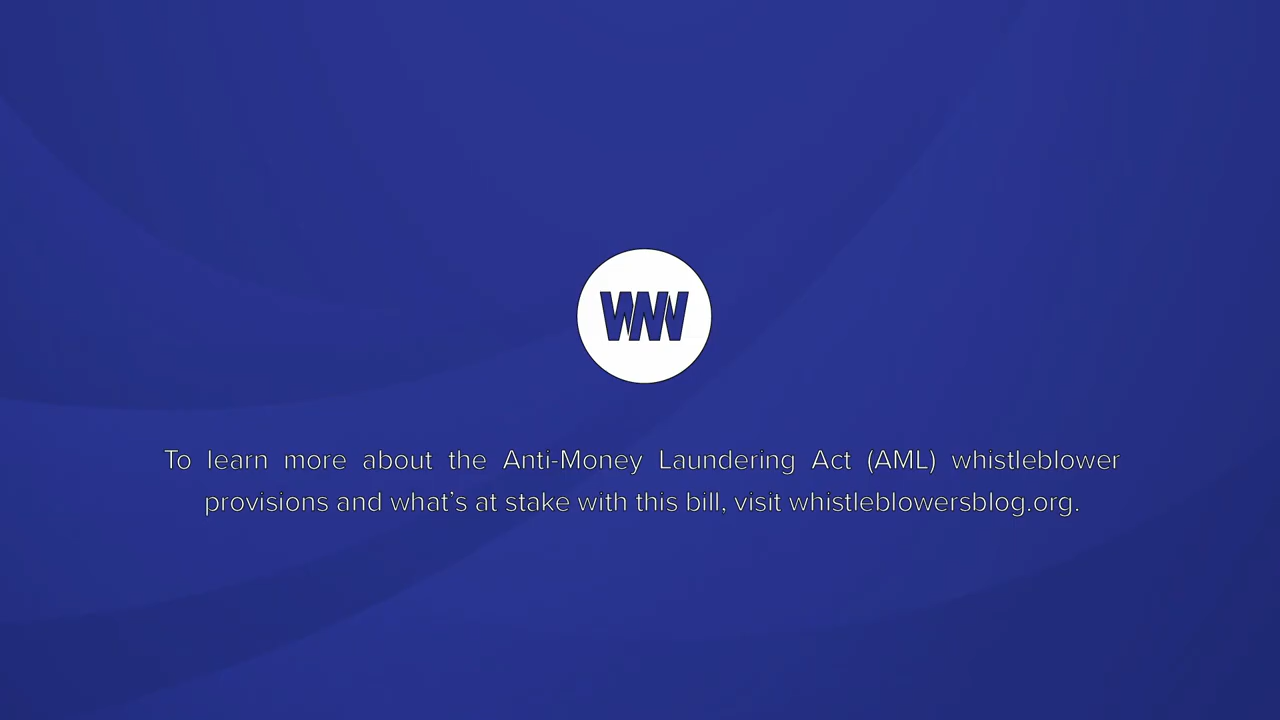 WNN
To learn more about the Anti-Money Laundering Act (AML) whistleblower
provisions and what’s at stake with this bill, visit whistleblowersblog.org.